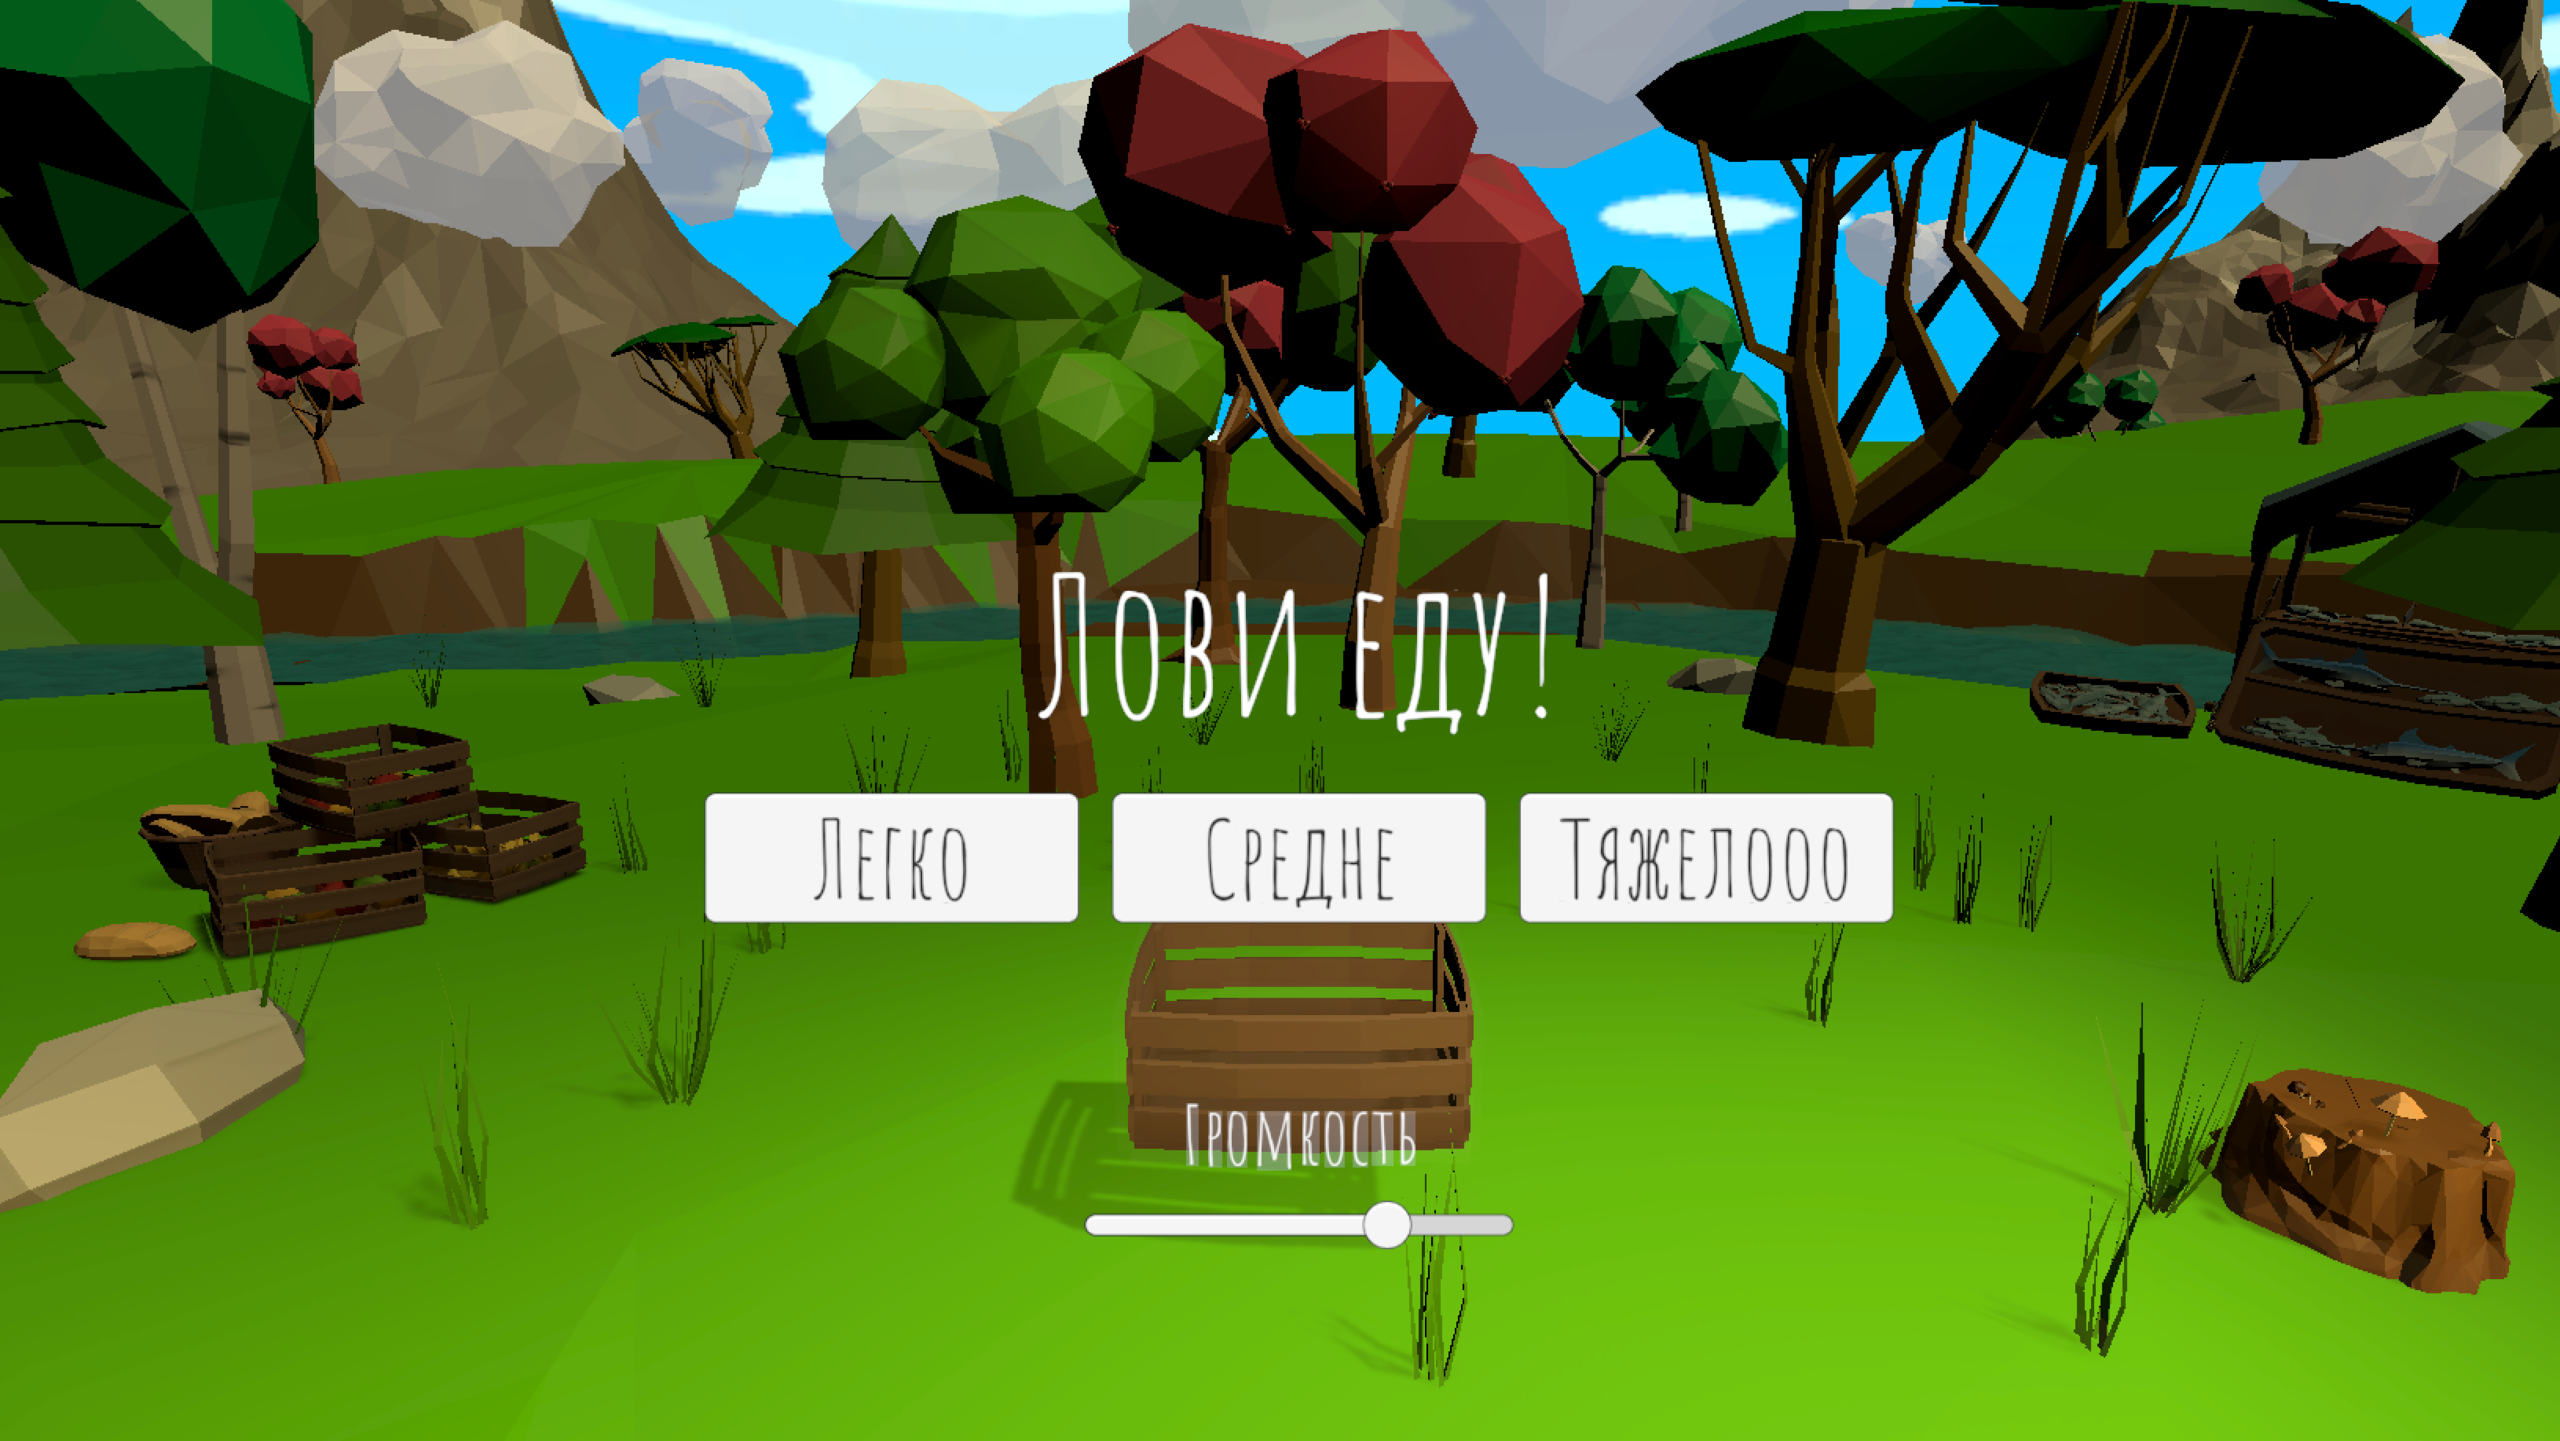 Лови еду!
Легко
Средне
Тяжелооо
Громкость